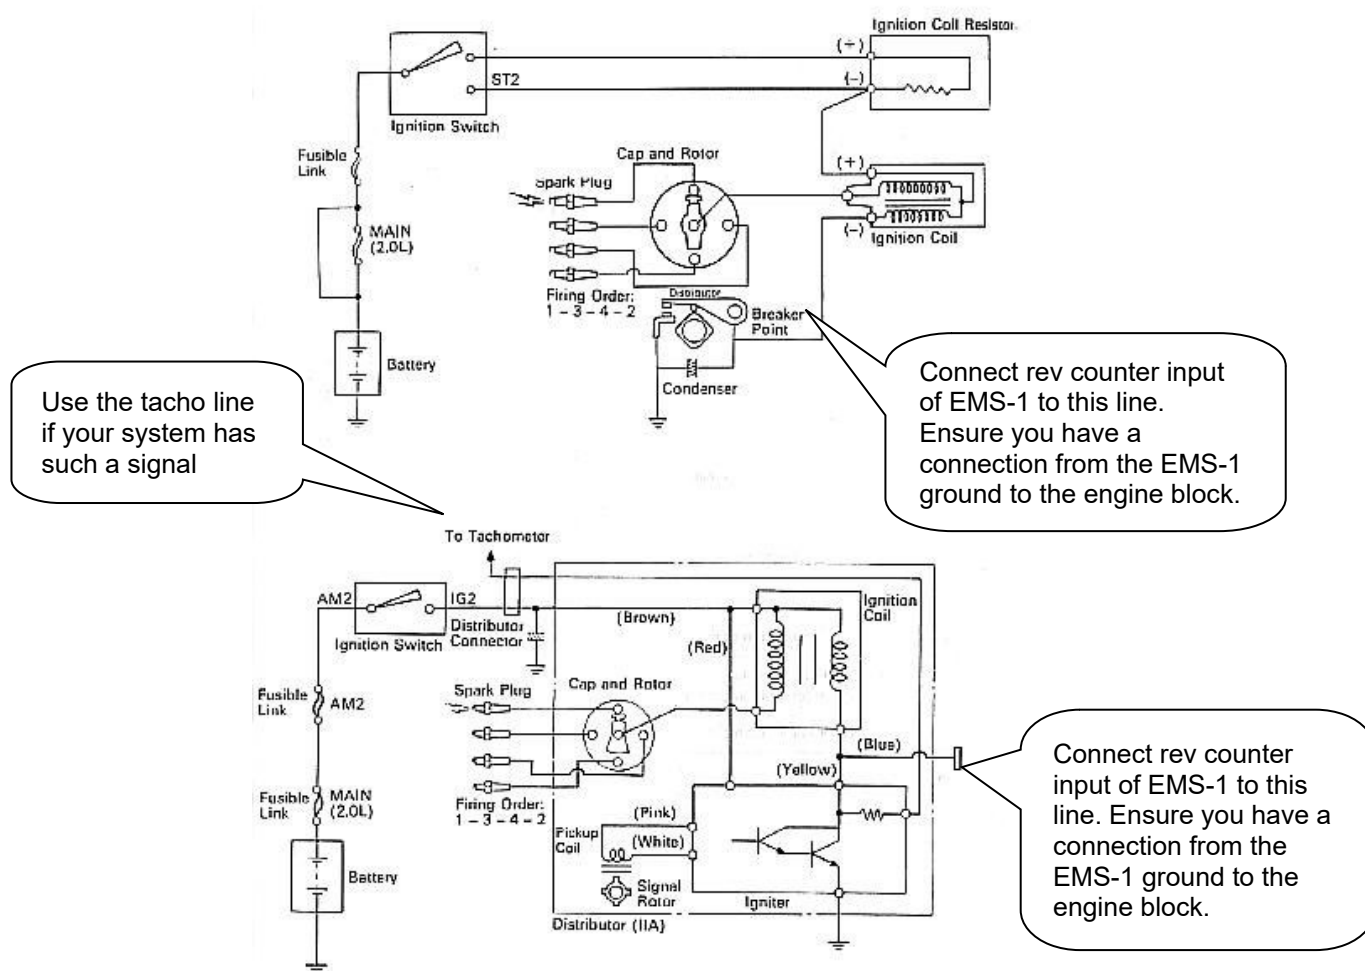 Ignition Coil Resistor
(+)
(-)
ST2
Ignition Switch
Fusible
Link
Cap and Rotor
(+)
Spark Plug
MAIN
(2.0L)
(-)
Ignition Coil
Firing Order:
1 - 3 - 4 - 2
Distributor
Breaker
Point
Battery
Condenser
Connect rev counter input
of EMS-1 to this line.
Ensure you have a
connection from the EMS-1
ground to the engine block.
Use the tacho line
if your system has
such a signal
To Tachometer
AM2
IG2
Ignition Switch
Distributor
Connector
(Brown)
(Red)
Ignition
Coil
Fusible
Link
AM2
Spark Plug
Cap and Rotor
(Blue)
(Yellow)
Fusible
Link
MAIN
(2.0L)
Firing Order:
1 - 3 - 4 - 2
(Pink)
Pickup
Coil
(White)
Battery
Signal
Rotor
Igniter
Distributor (IIA)
Connect rev counter
input of EMS-1 to this
line. Ensure you have a
connection from the
EMS-1 ground to the
engine block.